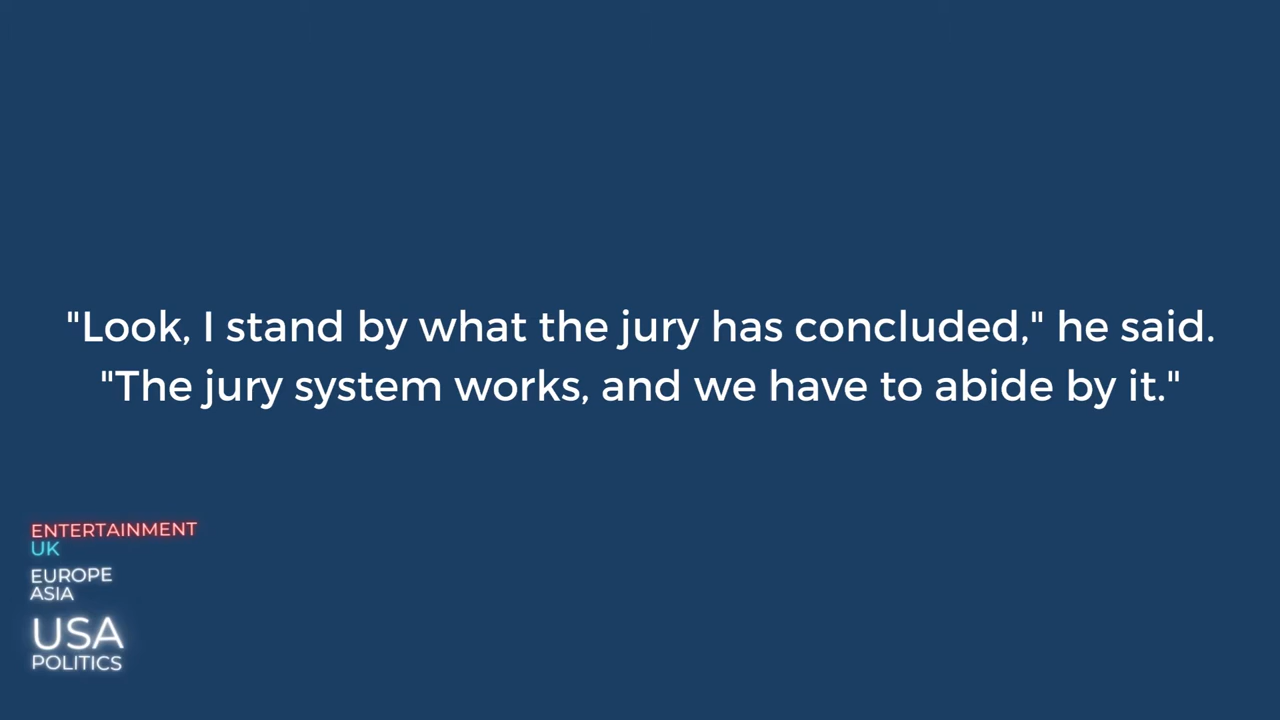 "Look, I stand by what the jury has concluded," he said.
"The jury system works, and we have to abide by it."
ENTERTAINMENT
UK
EUROPE
ASIA
USA
POLITICS